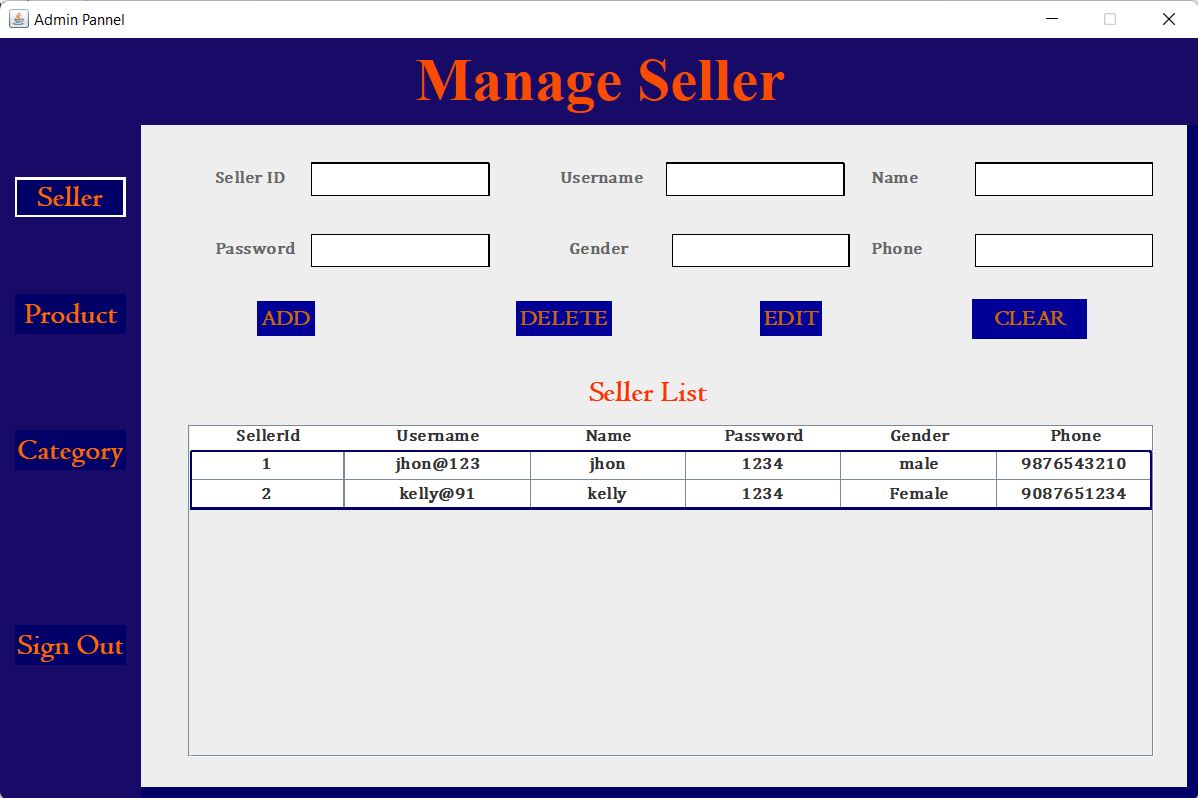 Admin Pannel
Manage Seller
Seller ID Username Name
Seller
Password Gender Phone
Product
ADD DELETE EDIT CLEAR
Seller List
SellerId Username Name Password Gender Phone
Category
1 jhon@123 jhon 1234 male 9876543210
2 kelly@91 kelly 1234 Female 9087651234
Sign Out